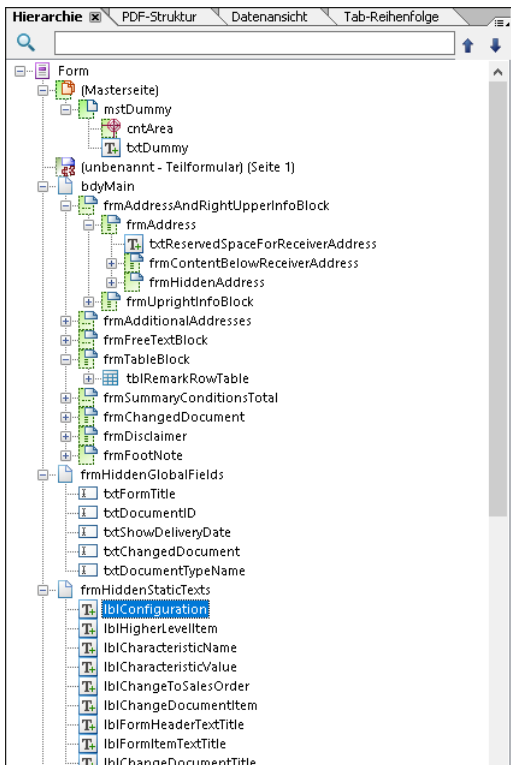 Hierarchie PDF-Struktur Datenansicht Tab-Reihenfolge
Form
(Masterseite)
mstDummy
cntArea
txtDummy
(unbenannt - Teilformular) (Seite 1)
bdyMain
frmAddressAndRightUpperInfoBlock
frmAddress
txtReservedSpaceForReceiverAddress
frmContentBelowReceiverAddress
frmHiddenAddress
frmUprightInfoBlock
frmAdditionalAddresses
frmFreeTextBlock
frmTableBlock
tblRemarkRowTable
frmSummaryConditionsTotal
frmChangedDocument
frmDisclaimer
frmFootNote
frmHiddenGlobalFields
txtFormTitle
txtDocumentID
txtShowDeliveryDate
txtChangedDocument
txtDocumentTypeName
frmHiddenStaticTexts
lblConfiguration
lblHigherLevelItem
lblCharacteristicName
lblCharacteristicValue
lblChangeToSalesOrder
lblChangeDocumentItem
lblFormHeaderTextTitle
lblFormItemTextTitle
lblChangeDocumentTitle